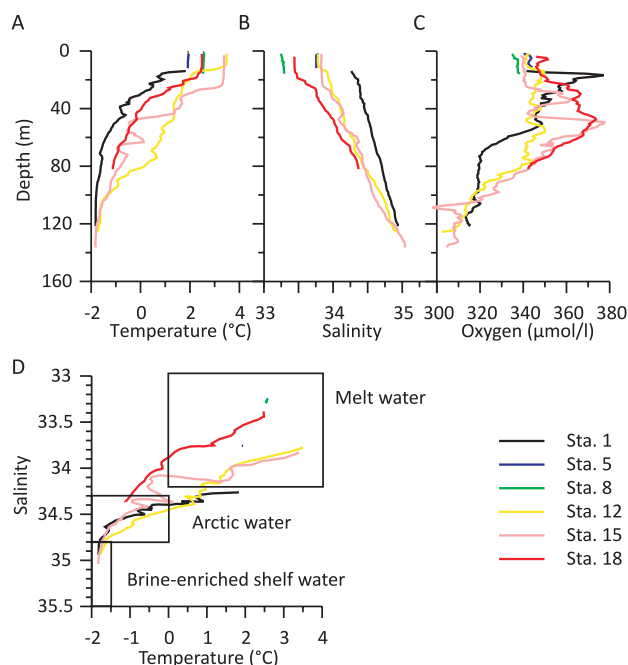 A B C
0
40
80
120
160
Depth (m)
-2 0 2 4
Temperature (°C)
33 34 35
Salinity
300 320 340 360 380
Oxygen (µmol/l)
D
33
33.5
34
34.5
35
35.5
Salinity
Melt water
Arctic water
Brine-enriched shelf water
-2 -1 0 1 2 3 4
Temperature (°C)
Sta. 1
Sta. 5
Sta. 8
Sta. 12
Sta. 15
Sta. 18